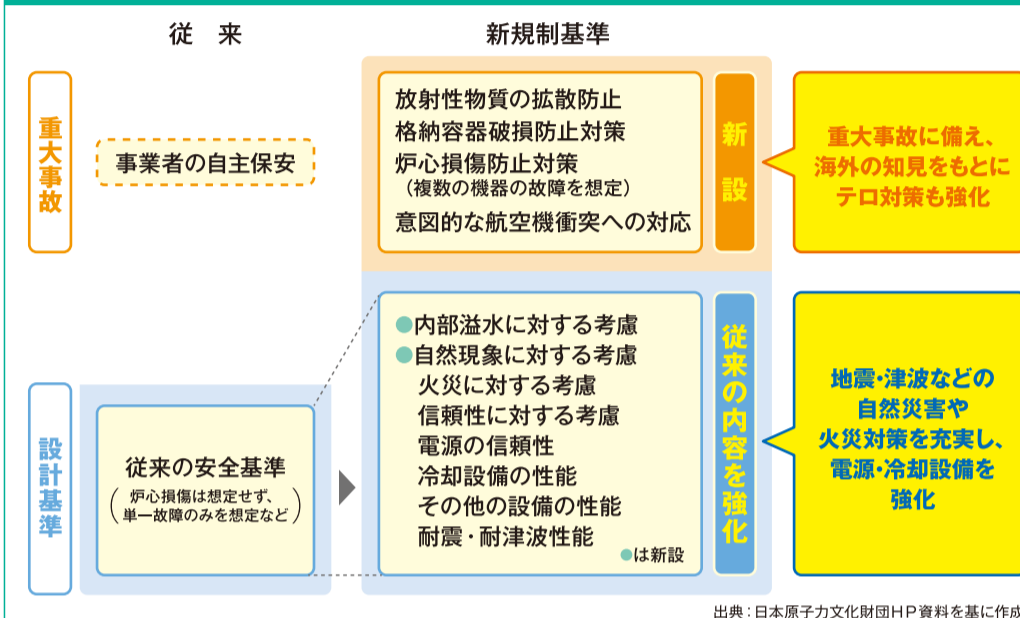 従　来
新規制基準
重大事故
事業者の自主保安
放射性物質の拡散防止
格納容器破損防止対策
炉心損傷防止対策
（複数の機器の故障を想定）
意図的な航空機衝突への対応
新設
重大事故に備え、
海外の知見をもとに
テロ対策も強化
設計基準
従来の安全基準
（炉心損傷は想定せず、
単一故障のみを想定など）
●内部溢水に対する考慮
●自然現象に対する考慮
火災に対する考慮
信頼性に対する考慮
電源の信頼性
冷却設備の性能
その他の設備の性能
耐震・耐津波性能
●は新設
従来の内容を強化
地震・津波などの
自然災害や
火災対策を充実し、
電源・冷却設備を
強化
出典：日本原子力文化財団HP資料を基に作成